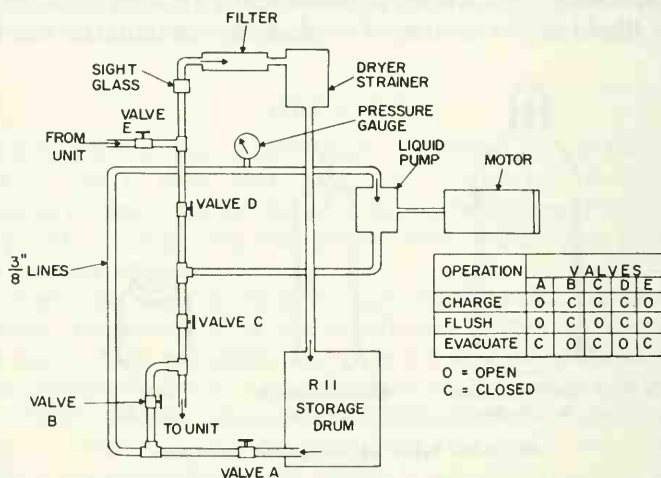 FILTER
SIGHT
GLASS
DRYER
STRAINER
VALVE
E
PRESSURE
GAUGE
FROM
UNIT
LIQUID
PUMP
MOTOR
VALVE D
3"
8 LINES
OPERATION VALVES
A B C D E
CHARGE O C C C O
FLUSH O C O C O
EVACUATE C O C O C
O = OPEN
C = CLOSED
VALVE C
R11
STORAGE
DRUM
VALVE
B
TO UNIT
VALVE A